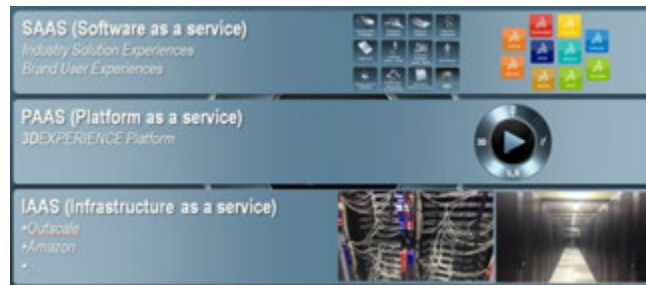 SAAS (Software as a service)
Industry Solution Experiences
Brand User Experiences
PAAS (Platform as a service)
3DEXPERIENCE Platform
3D
V.R
IAAS (Infrastructure as a service)
•Outscale
•Amazon
•...